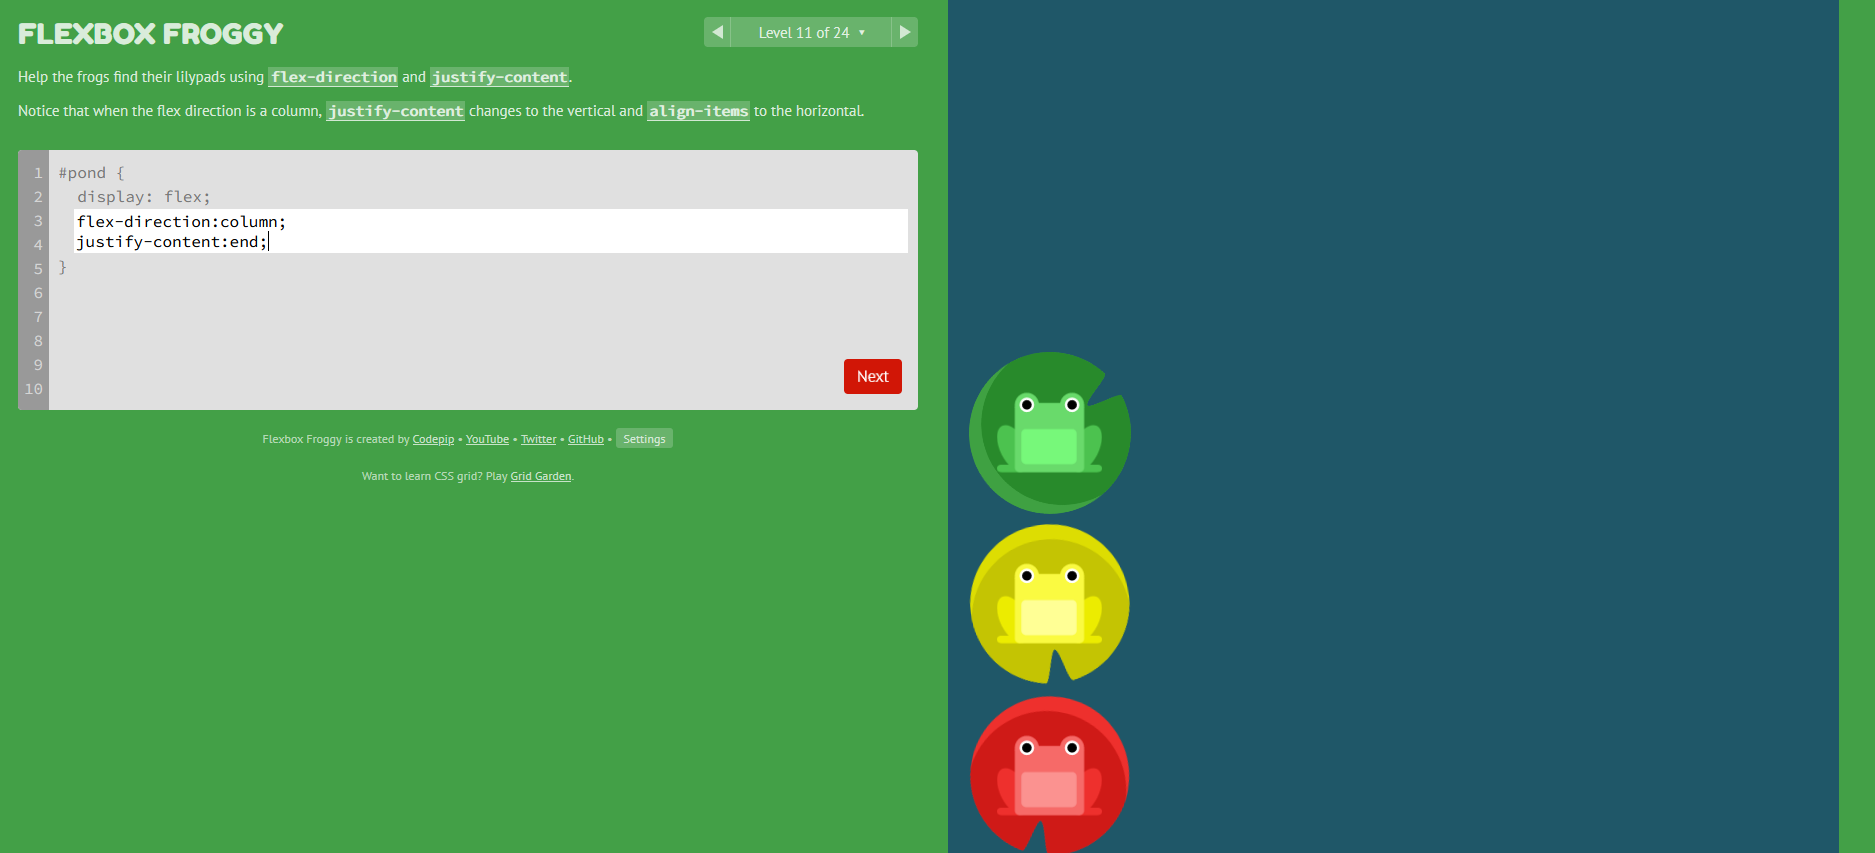 FLEXBOX FROGGY
◀ Level 11 of 24 ▾ ▶
Help the frogs find their lilypads using flex-direction and justify-content.
Notice that when the flex direction is a column, justify-content changes to the vertical and align-items to the horizontal.
1 #pond {
2 display: flex;
3 flex-direction:column;
4 justify-content:end;
5 }
6
7
8
9
10
Next
Flexbox Froggy is created by Codepip • YouTube • Twitter • GitHub • Settings
Want to learn CSS grid? Play Grid Garden.